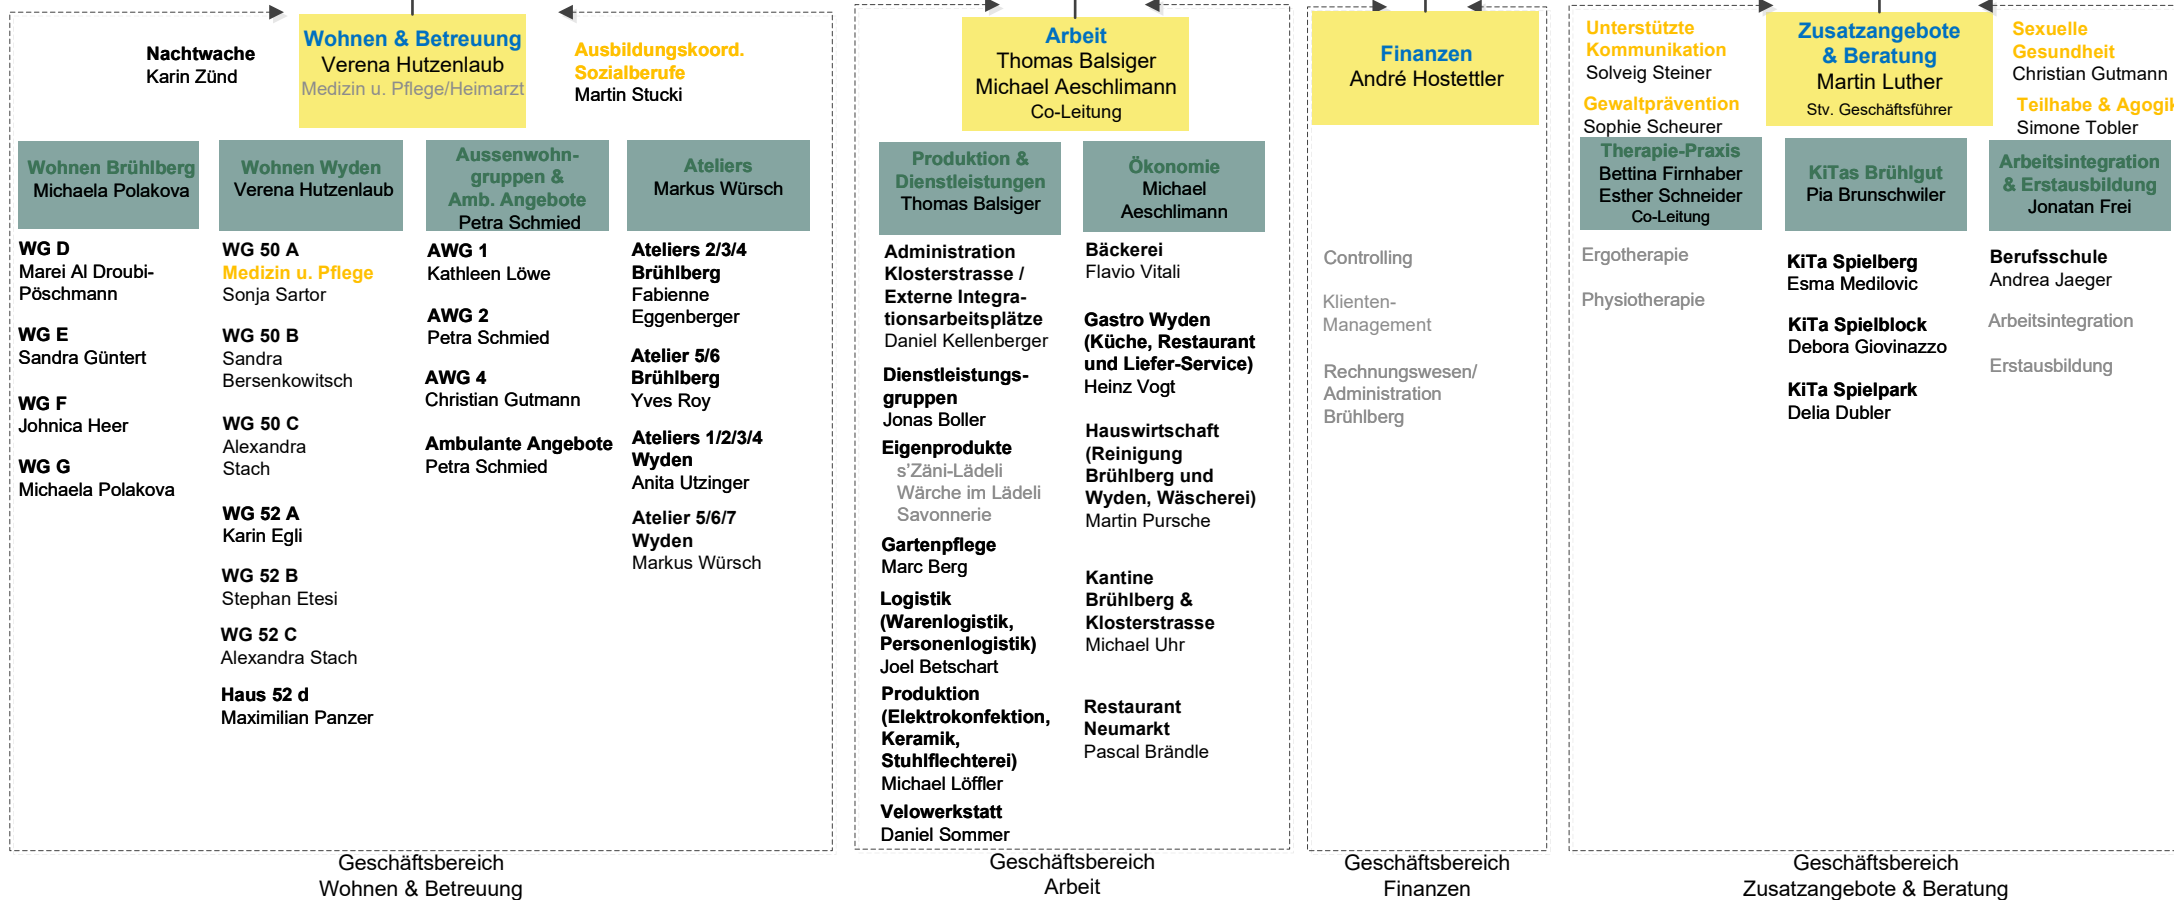 Nachtwache
Karin Zünd
Wohnen & Betreuung
Verena Hutzenlaub
Medizin u. Pflege/Heimarzt
Ausbildungskoord.
Sozialberufe
Martin Stucki
Wohnen Brühlberg
Michaela Polakova
WG D
Marei Al Droubi-
Pöschmann
WG E
Sandra Güntert
WG F
Johnica Heer
WG G
Michaela Polakova
Wohnen Wyden
Verena Hutzenlaub
WG 50 A
Medizin u. Pflege
Sonja Sartor
WG 50 B
Sandra
Bersenkowitsch
WG 50 C
Alexandra
Stach
WG 52 A
Karin Egli
WG 52 B
Stephan Etesi
WG 52 C
Alexandra Stach
Haus 52 d
Maximilian Panzer
Aussenwohn-
gruppen &
Amb. Angebote
Petra Schmied
AWG 1
Kathleen Löwe
AWG 2
Petra Schmied
AWG 4
Christian Gutmann
Ambulante Angebote
Petra Schmied
Ateliers
Markus Würsch
Ateliers 2/3/4
Brühlberg
Fabienne
Eggenberger
Atelier 5/6
Brühlberg
Yves Roy
Ateliers 1/2/3/4
Wyden
Anita Utzinger
Atelier 5/6/7
Wyden
Markus Würsch
Geschäftsbereich
Wohnen & Betreuung
Arbeit
Thomas Balsiger
Michael Aeschlimann
Co-Leitung
Produktion &
Dienstleistungen
Thomas Balsiger
Administration
Klosterstrasse /
Externe Integra-
tionsarbeitsplätze
Daniel Kellenberger
Dienstleistungs-
gruppen
Jonas Boller
Eigenprodukte
s'Zäni-Lädeli
Wärche im Lädeli
Savonnerie
Gartenpflege
Marc Berg
Logistik
(Warenlogistik,
Personenlogistik)
Joel Betschart
Produktion
(Elektrokonfektion,
Keramik,
Stuhlflechterei)
Michael Löffler
Velowerkstatt
Daniel Sommer
Ökonomie
Michael
Aeschlimann
Bäckerei
Flavio Vitali
Gastro Wyden
(Küche, Restaurant
und Liefer-Service)
Heinz Vogt
Hauswirtschaft
(Reinigung
Brühlberg und
Wyden, Wäscherei)
Martin Pursche
Kantine
Brühlberg &
Klosterstrasse
Michael Uhr
Restaurant
Neumarkt
Pascal Brändle
Geschäftsbereich
Arbeit
Finanzen
André Hostettler
Controlling
Klienten-
Management
Rechnungswesen/
Administration
Brühlberg
Geschäftsbereich
Finanzen
Unterstützte
Kommunikation
Solveig Steiner
Gewaltprävention
Sophie Scheurer
Zusatzangebote
& Beratung
Martin Luther
Stv. Geschäftsführer
Sexuelle
Gesundheit
Christian Gutmann
Teilhabe & Agogik
Simone Tobler
Therapie-Praxis
Bettina Firnhaber
Esther Schneider
Co-Leitung
Ergotherapie
Physiotherapie
KiTas Brühlgut
Pia Brunschwiler
KiTa Spielberg
Esma Medilovic
KiTa Spielblock
Debora Giovinazzo
KiTa Spielpark
Delia Dubler
Arbeitsintegration
& Erstausbildung
Jonatan Frei
Berufsschule
Andrea Jaeger
Arbeitsintegration
Erstausbildung
Geschäftsbereich
Zusatzangebote & Beratung